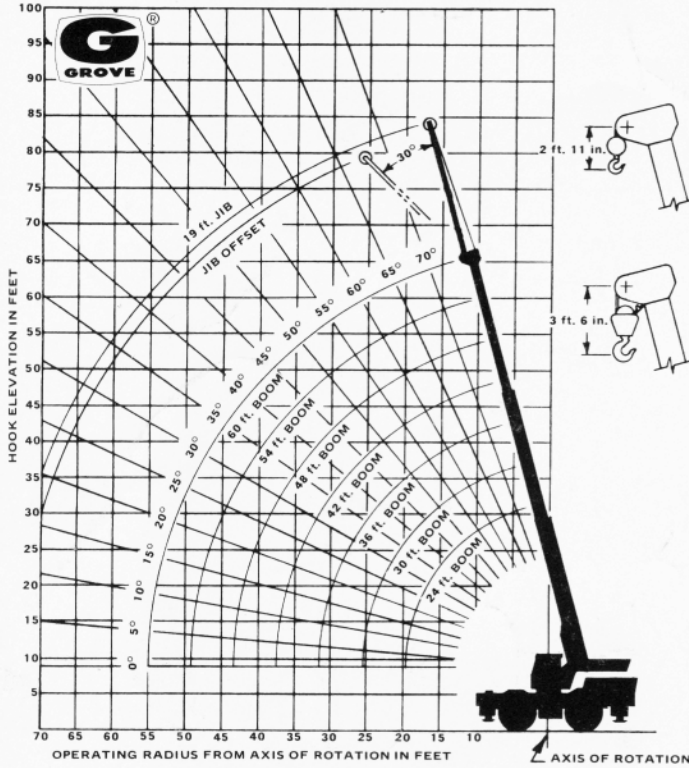 100
95
90
85
80
75
70
65
60
55
50
45
40
35
30
25
20
15
10
5
HOOK ELEVATION IN FEET
G
®
GROVE
30°
19 ft. JIB
JIB OFFSET
70°
65°
60°
55°
50°
45°
40°
35°
30°
25°
20°
15°
10°
5°
0°
60 ft. BOOM
54 ft. BOOM
48 ft. BOOM
42 ft. BOOM
36 ft. BOOM
30 ft. BOOM
24 ft. BOOM
2 ft. 11 in.
3 ft. 6 in.
70 65 60 55 50 45 40 35 30 25 20 15 10
OPERATING RADIUS FROM AXIS OF ROTATION IN FEET
AXIS OF ROTATION